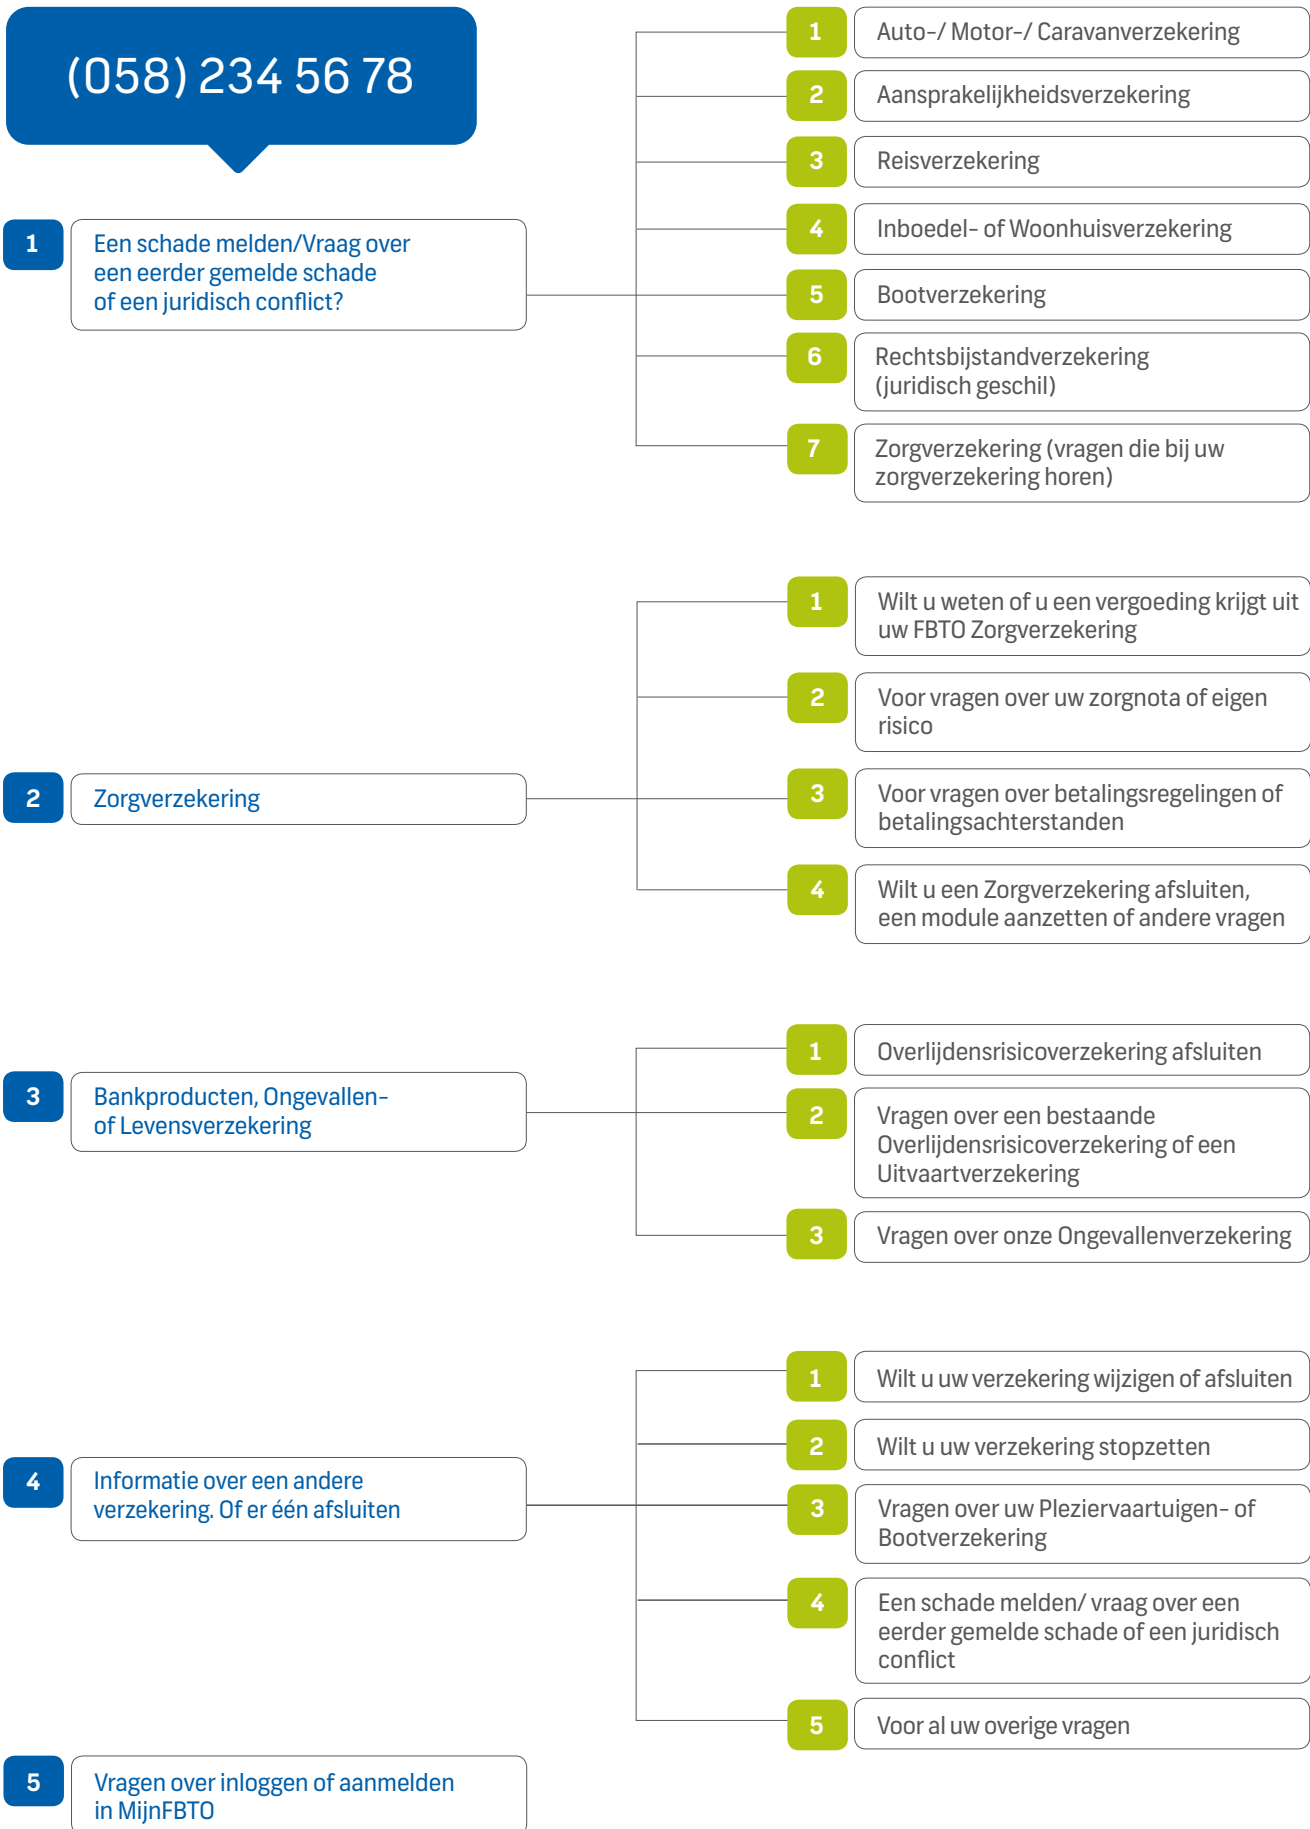 (058) 234 56 78
1
Een schade melden/Vraag over
een eerder gemelde schade
of een juridisch conflict?
1
Auto-/ Motor-/ Caravanverzekering
2
Aansprakelijkheidsverzekering
3
Reisverzekering
4
Inboedel- of Woonhuisverzekering
5
Bootverzekering
6
Rechtsbijstandverzekering
(juridisch geschil)
7
Zorgverzekering (vragen die bij uw
zorgverzekering horen)
2
Zorgverzekering
1
Wilt u weten of u een vergoeding krijgt uit
uw FBTO Zorgverzekering
2
Voor vragen over uw zorgnota of eigen
risico
3
Voor vragen over betalingsregelingen of
betalingsachterstanden
4
Wilt u een Zorgverzekering afsluiten,
een module aanzetten of andere vragen
3
Bankproducten, Ongevallen-
of Levensverzekering
1
Overlijdensrisicoverzekering afsluiten
2
Vragen over een bestaande
Overlijdensrisicoverzekering of een
Uitvaartverzekering
3
Vragen over onze Ongevallenverzekering
4
Informatie over een andere
verzekering. Of er één afsluiten
1
Wilt u uw verzekering wijzigen of afsluiten
2
Wilt u uw verzekering stopzetten
3
Vragen over uw Pleziervaartuigen- of
Bootverzekering
4
Een schade melden/ vraag over een
eerder gemelde schade of een juridisch
conflict
5
Voor al uw overige vragen
5
Vragen over inloggen of aanmelden
in MijnFBTO